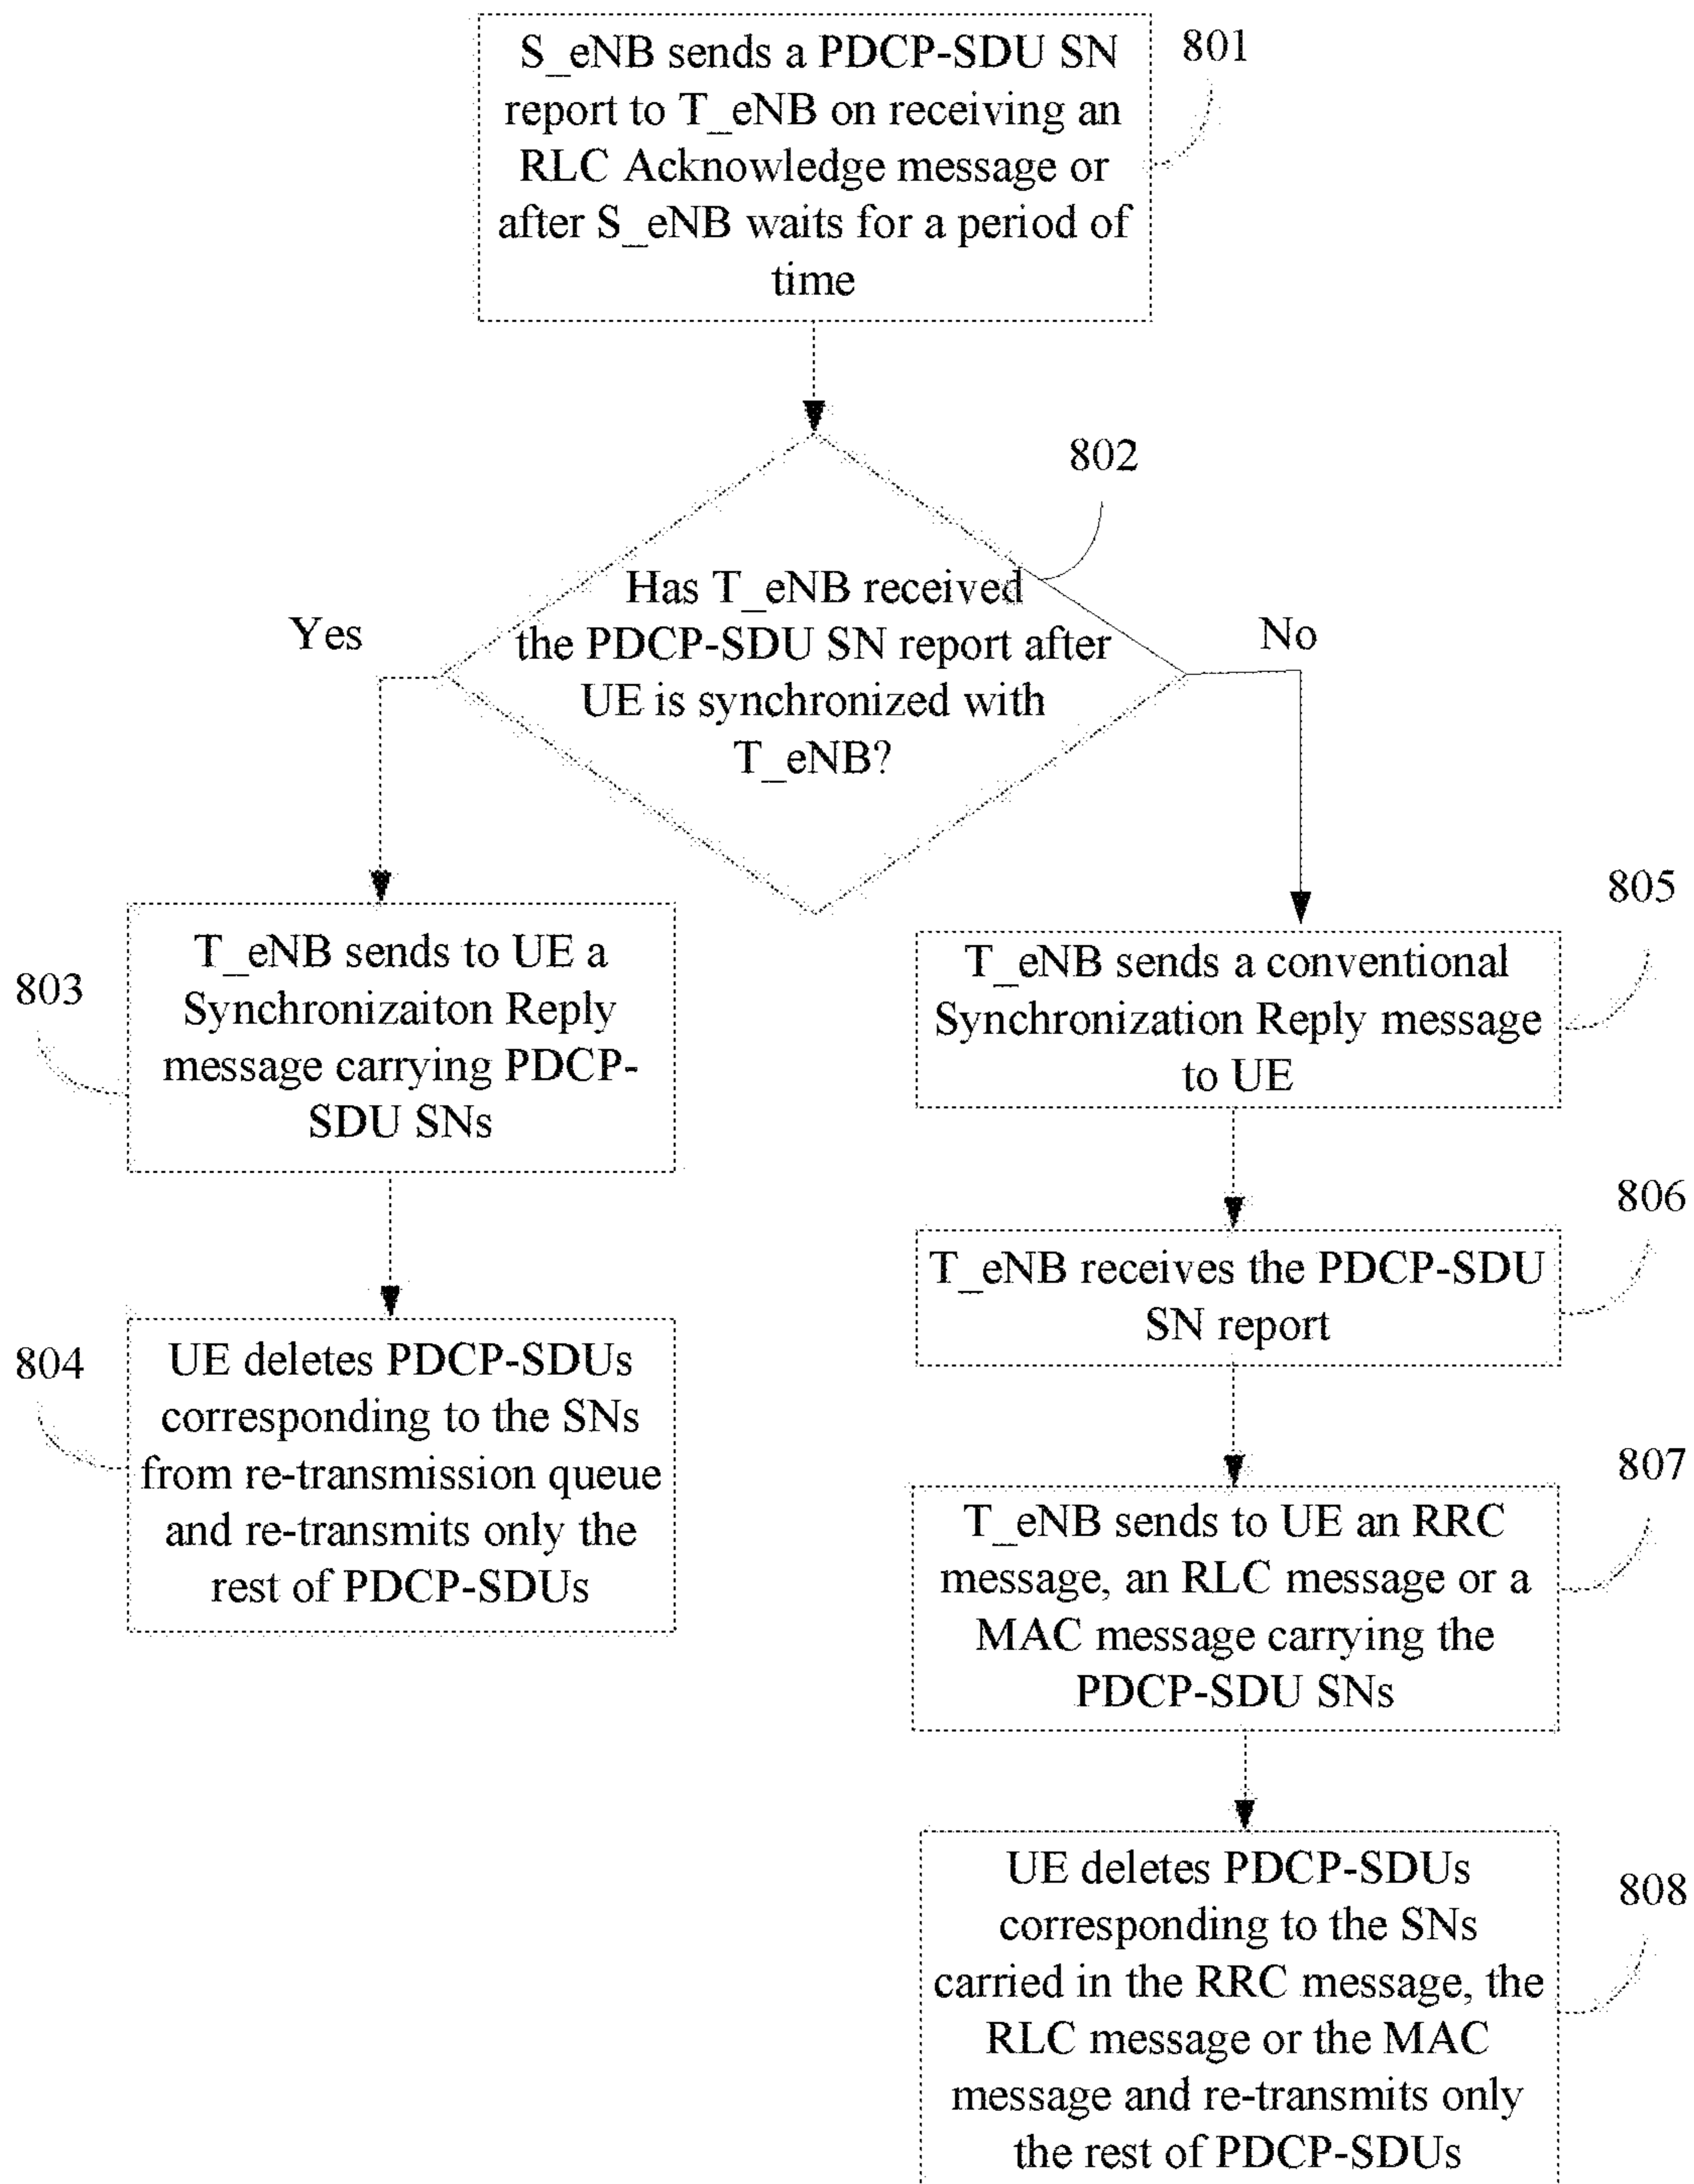 S_eNB sends a PDCP-SDU SN
report to T_eNB on receiving an
RLC Acknowledge message or
after S_eNB waits for a period of
time
801
802
Has T_eNB received
the PDCP-SDU SN report after
UE is synchronized with
T_eNB?
Yes
No
803
T_eNB sends to UE a
Synchronizaiton Reply
message carrying PDCP-
SDU SNs
804
UE deletes PDCP-SDUs
corresponding to the SNs
from re-transmission queue
and re-transmits only the
rest of PDCP-SDUs
805
T_eNB sends a conventional
Synchronization Reply message
to UE
806
T_eNB receives the PDCP-SDU
SN report
807
T_eNB sends to UE an RRC
message, an RLC message or a
MAC message carrying the
PDCP-SDU SNs
808
UE deletes PDCP-SDUs
corresponding to the SNs
carried in the RRC message, the
RLC message or the MAC
message and re-transmits only
the rest of PDCP-SDUs